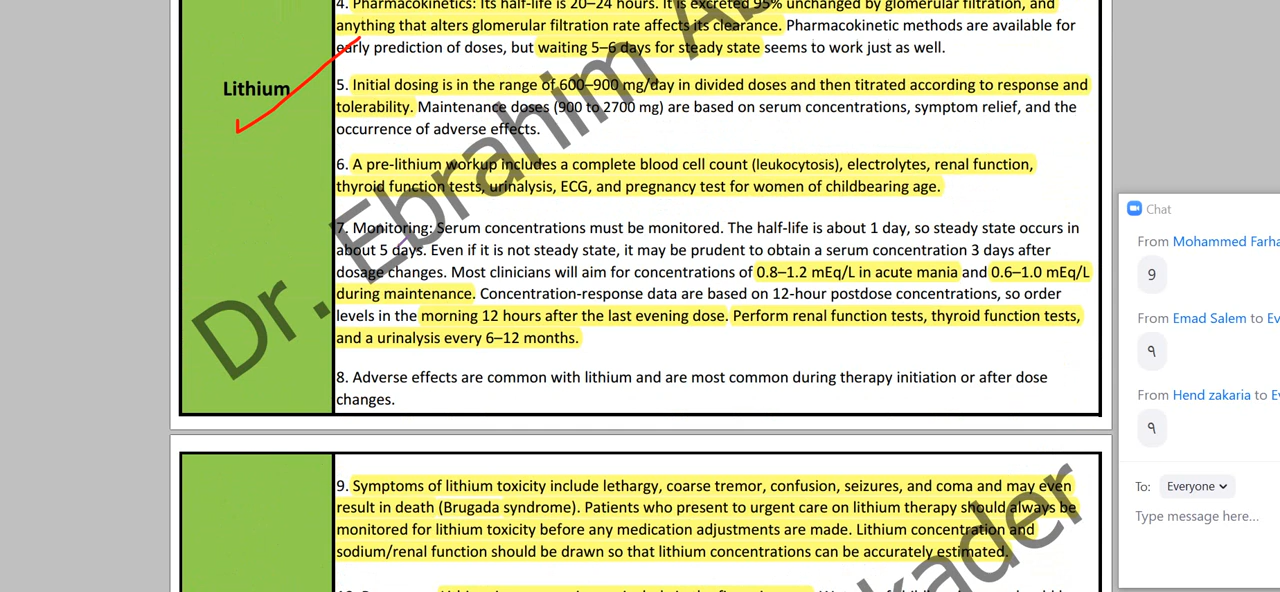 4. Pharmacokinetics: Its half-life is 20–24 hours. It is excreted 95% unchanged by glomerular filtration, and
anything that alters glomerular filtration rate affects its clearance. Pharmacokinetic methods are available for
early prediction of doses, but waiting 5–6 days for steady state seems to work just as well.
Lithium
5. Initial dosing is in the range of 600–900 mg/day in divided doses and then titrated according to response and
tolerability. Maintenance doses (900 to 2700 mg) are based on serum concentrations, symptom relief, and the
occurrence of adverse effects.
6. A pre-lithium workup includes a complete blood cell count (leukocytosis), electrolytes, renal function,
thyroid function tests, urinalysis, ECG, and pregnancy test for women of childbearing age.
7. Monitoring: Serum concentrations must be monitored. The half-life is about 1 day, so steady state occurs in
about 5 days. Even if it is not steady state, it may be prudent to obtain a serum concentration 3 days after
dosage changes. Most clinicians will aim for concentrations of 0.8–1.2 mEq/L in acute mania and 0.6–1.0 mEq/L
during maintenance. Concentration-response data are based on 12-hour postdose concentrations, so order
levels in the morning 12 hours after the last evening dose. Perform renal function tests, thyroid function tests,
and a urinalysis every 6–12 months.
8. Adverse effects are common with lithium and are most common during therapy initiation or after dose
changes.
Dr. Ebrahim
9. Symptoms of lithium toxicity include lethargy, coarse tremor, confusion, seizures, and coma and may even
result in death (Brugada syndrome). Patients who present to urgent care on lithium therapy should always be
monitored for lithium toxicity before any medication adjustments are made. Lithium concentration and
sodium/renal function should be drawn so that lithium concentrations can be accurately estimated.
Chat
From Mohammed Farha
9
From Emad Salem to Ev
٩
From Hend zakaria to Ev
٩
To: Everyone
Type message here...